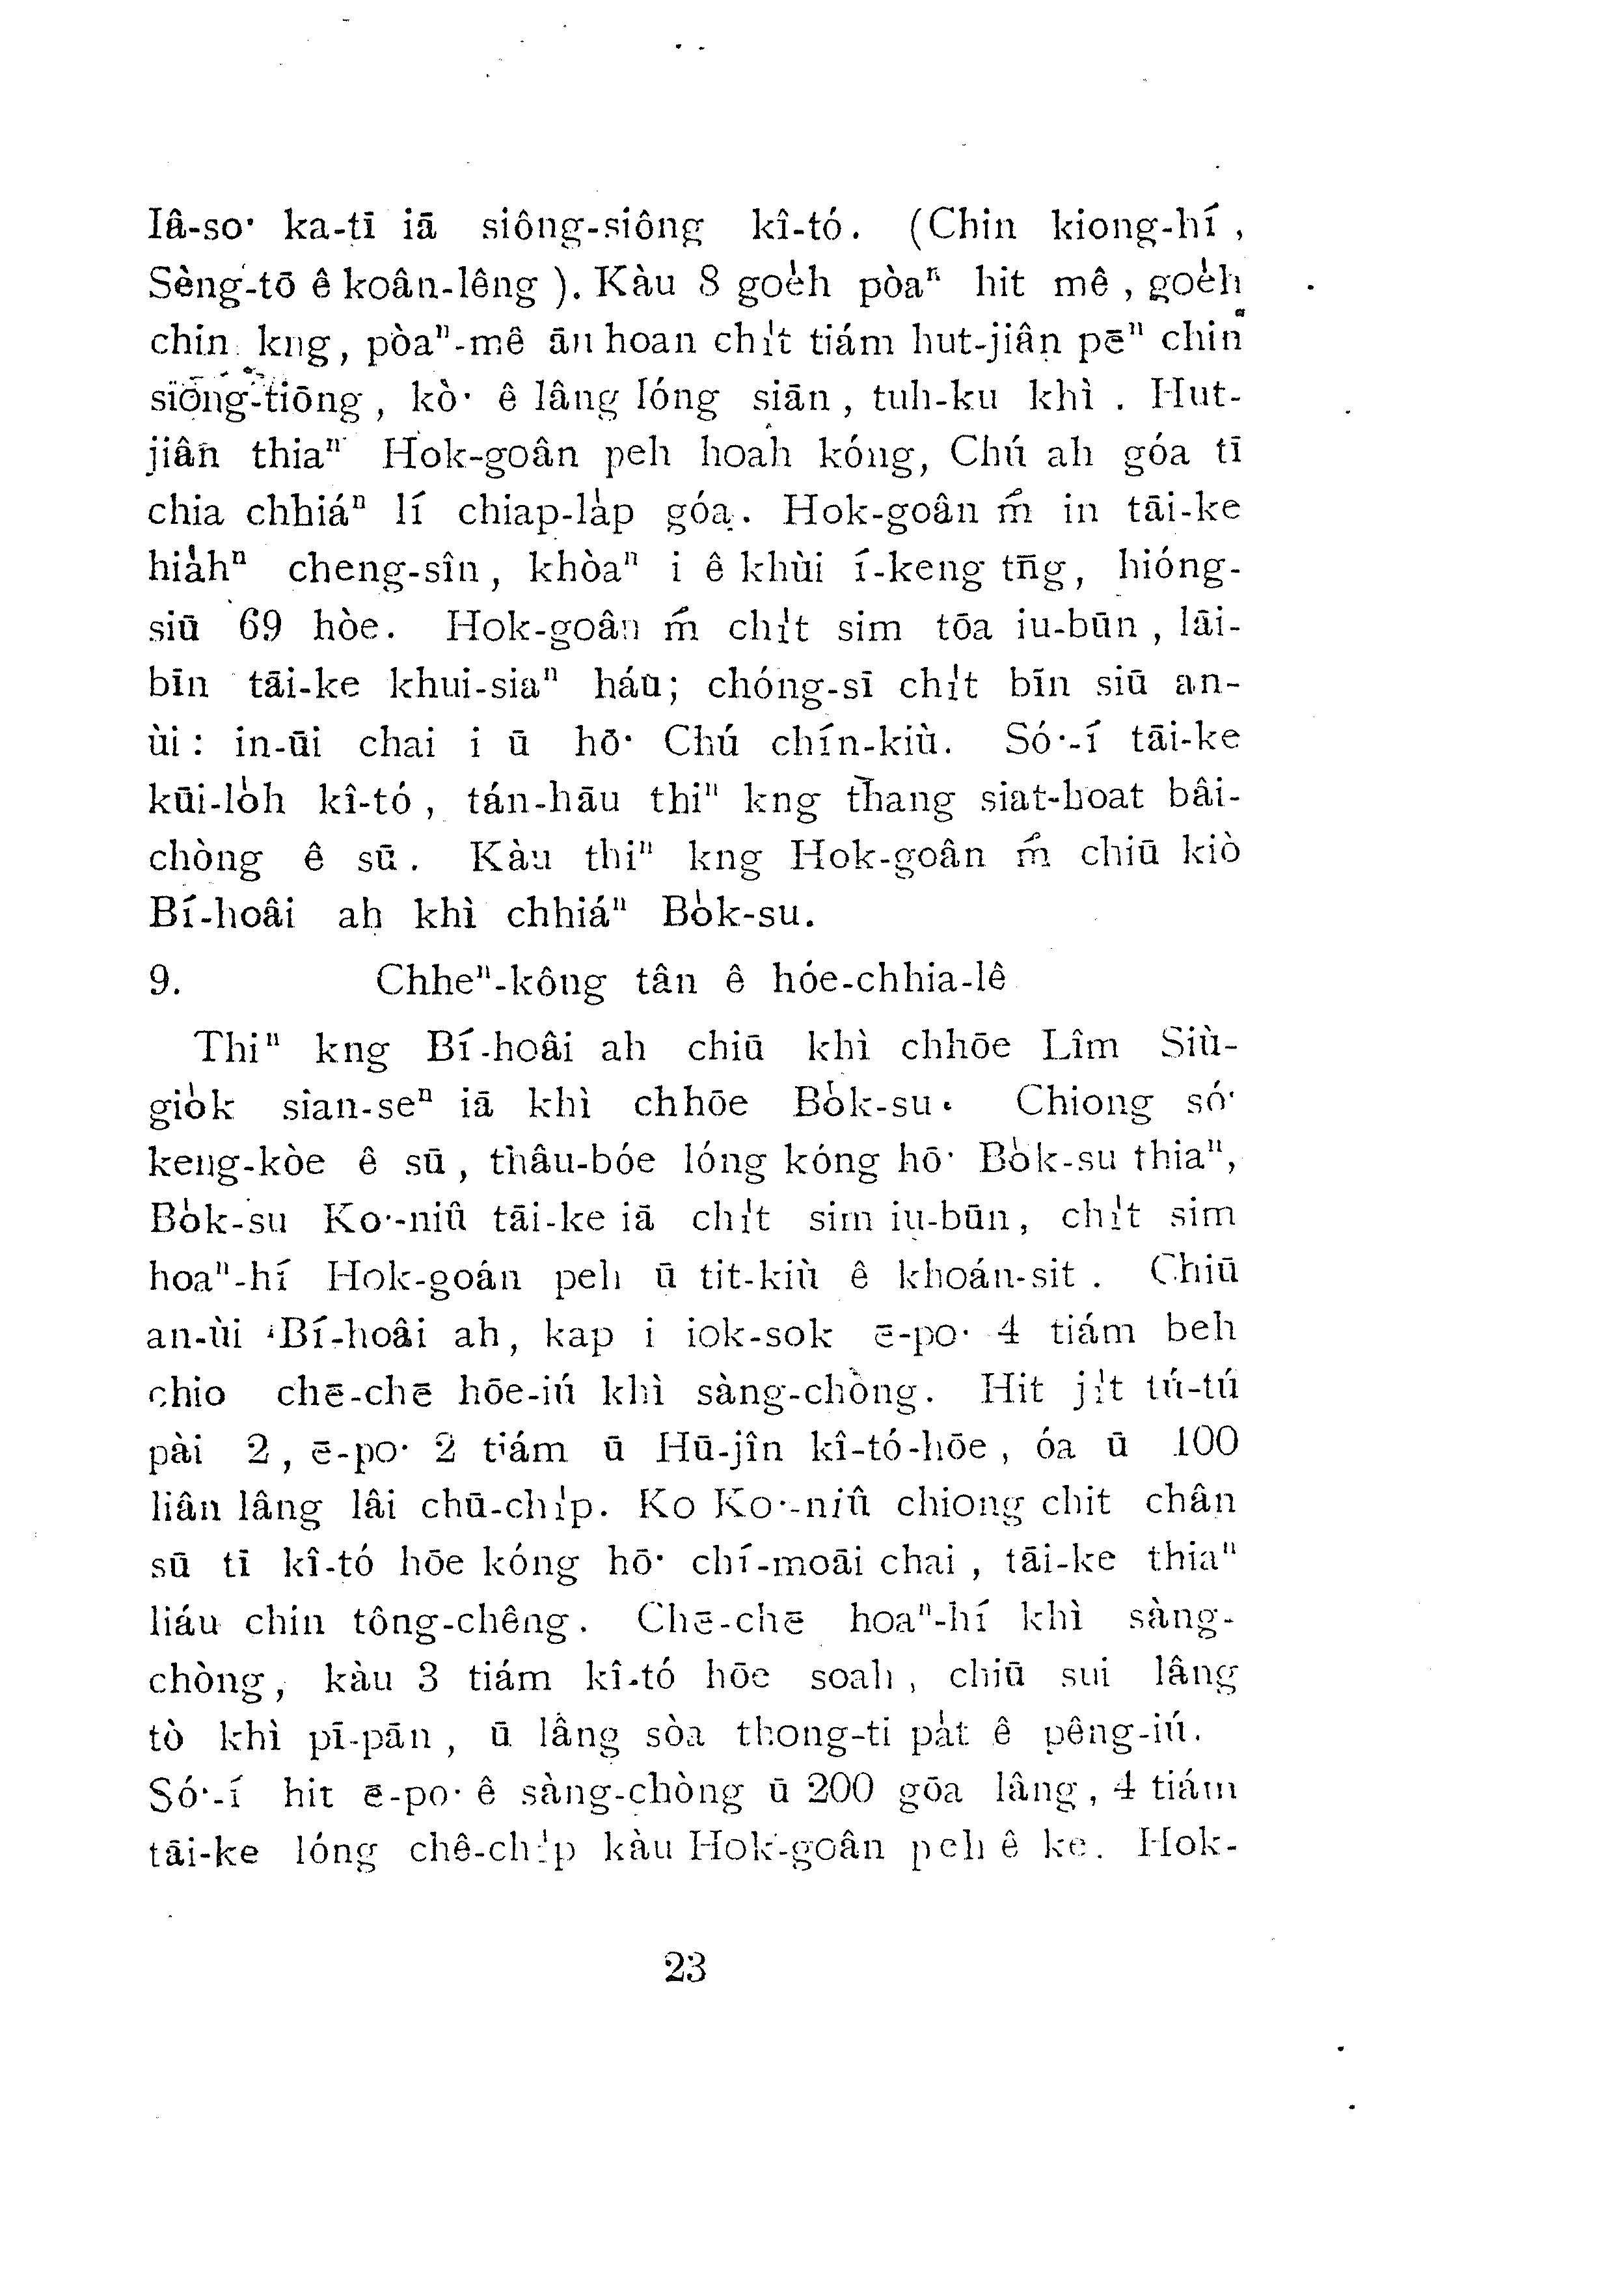 Iâ-so͘ ka-tī iā siông-siông kî-tó. (Chin kiong-hí,
Sèng-tō ê koân-lêng). Kàu 8 goe̍h pòaⁿ hit mê, goe̍h
chin kng, pòaⁿ-mê āu hoan chi̍t tiám hut-jiân pēⁿ chin
siōng-tiōng, kò͘ ê lâng lóng siān, tuh-ku khì. Hut-
jiân thiaⁿ Hok-goân peh hoah kóng, Chú ah góa tī
chia chhiáⁿ lí chiap-la̍p góa. Hok-goân ḿ in tāi-ke
hia̍hⁿ cheng-sîn, khòaⁿ i ê khùi í-keng tn̄g, hióng-
siū 69 hòe. Hok-goân ḿ chi̍t sim tōa iu-būn, lāi-
bīn tāi-ke khui-siaⁿ háu; chóng-sī chi̍t bīn siū an-
ùi: in-ūi chai i ū hō͘ Chú chín-kiù. Só͘-í tāi-ke
kūi-lo̍h kî-tó, tán-hāu thiⁿ kng thang siat-hoat bâi-
chòng ê sū. Kàu thiⁿ kng Hok-goân ḿ chiū kiò
Bí-hoâi ah khì chhiáⁿ Bo̍k-su.
9. Chheⁿ-kông tân ê hóe-chhia-lê
Thiⁿ kng Bí-hoâi ah chiū khì chhōe Lîm Siù-
gio̍k sian-seⁿ iā khì chhōe Bo̍k-su. Chiong só͘
keng-kòe ê sū, thâu-bóe lóng kóng hō͘ Bo̍k-su thiaⁿ,
Bo̍k-su Ko͘-niû tāi-ke iā chi̍t sim iu-būn, chi̍t sim
hoaⁿ-hí Hok-goán peh ū tit-kiù ê khoán-sit. Chiū
an-ùi Bí-hoâi ah, kap i iok-sok ē-po͘ 4 tiám beh
chio chē-chē hōe-iú khì sàng-chòng. Hit ji̍t tú-tú
pài 2, ē-po͘ 2 tiám ū Hū-jîn kî-tó-hōe, óa ū 100
liân lâng lâi chū-chi̍p. Ko Ko͘-niû chiong chit chân
sū tī kî-tó hōe kóng hō͘ chí-moāi chai, tāi-ke thiaⁿ
liáu chin tông-chêng. Chē-chē hoaⁿ-hí khì sàng-
chòng, kàu 3 tiám kî-tó hōe soah, chiū sui lâng
tò khì pī-pān, ū lâng sòa thong-ti pa̍t ê pêng-iú.
Só͘-í hit ē-po͘ ê sàng-chòng ū 200 gōa lâng, 4 tiám
tāi-ke lóng chê-chi̍p kàu Hok-goân peh ê ke. Hok-
23